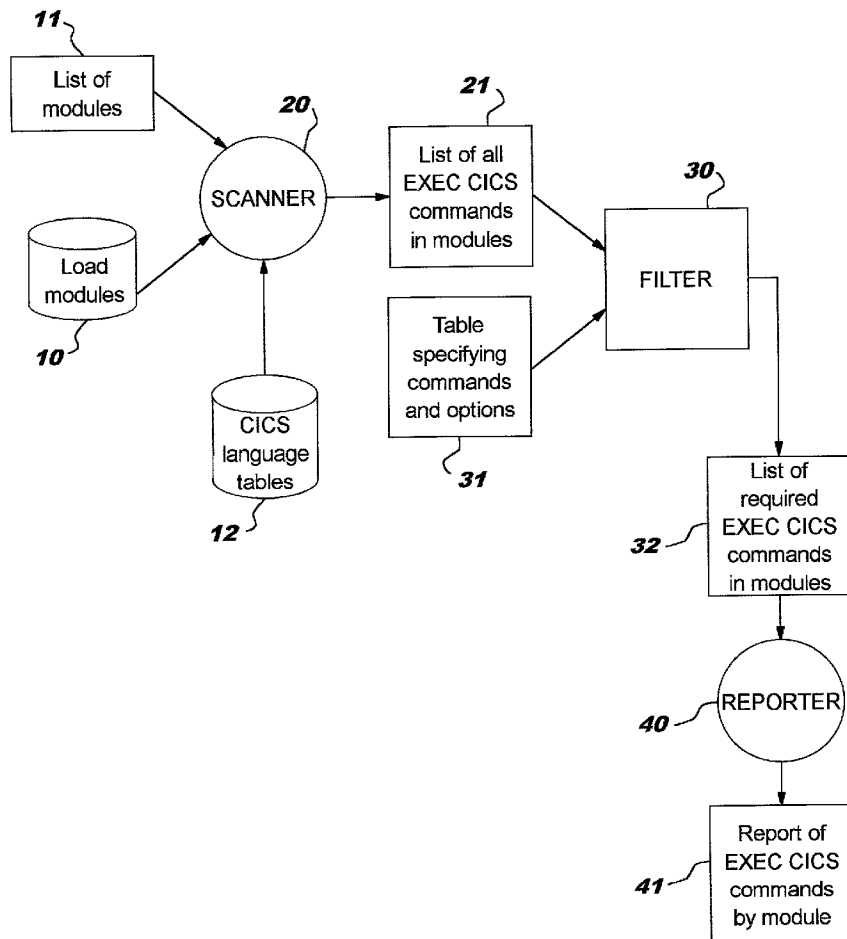 11
List of
modules
20
SCANNER
Load
modules
10
CICS
language
tables
12
21
List of all
EXEC CICS
commands
in modules
30
FILTER
Table
specifying
commands
and options
31
List of
required
EXEC CICS
commands
in modules
32
REPORTER
40
Report of
EXEC CICS
commands
by module
41